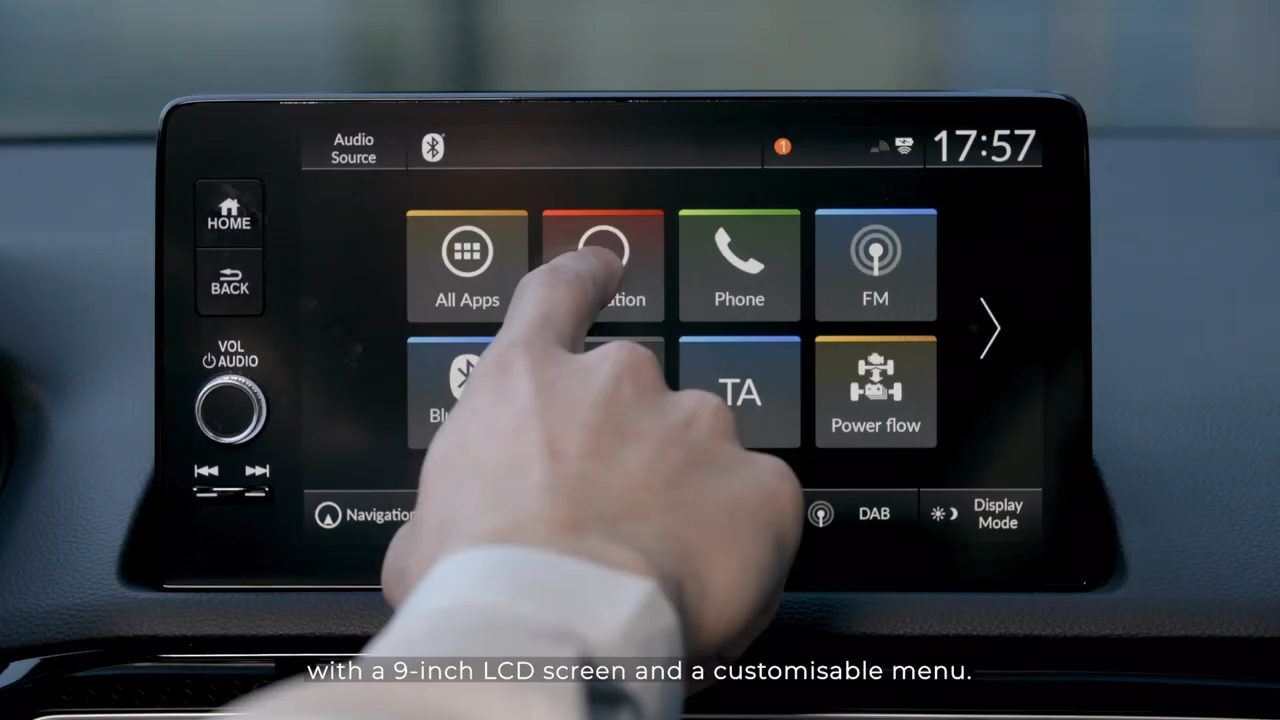 Audio
Source
1
17:57
HOME
BACK
VOL
AUDIO
All Apps
Phone
FM
TA
Power flow
Navigation
DAB
Display
Mode
with a 9-inch LCD screen and a customisable menu.